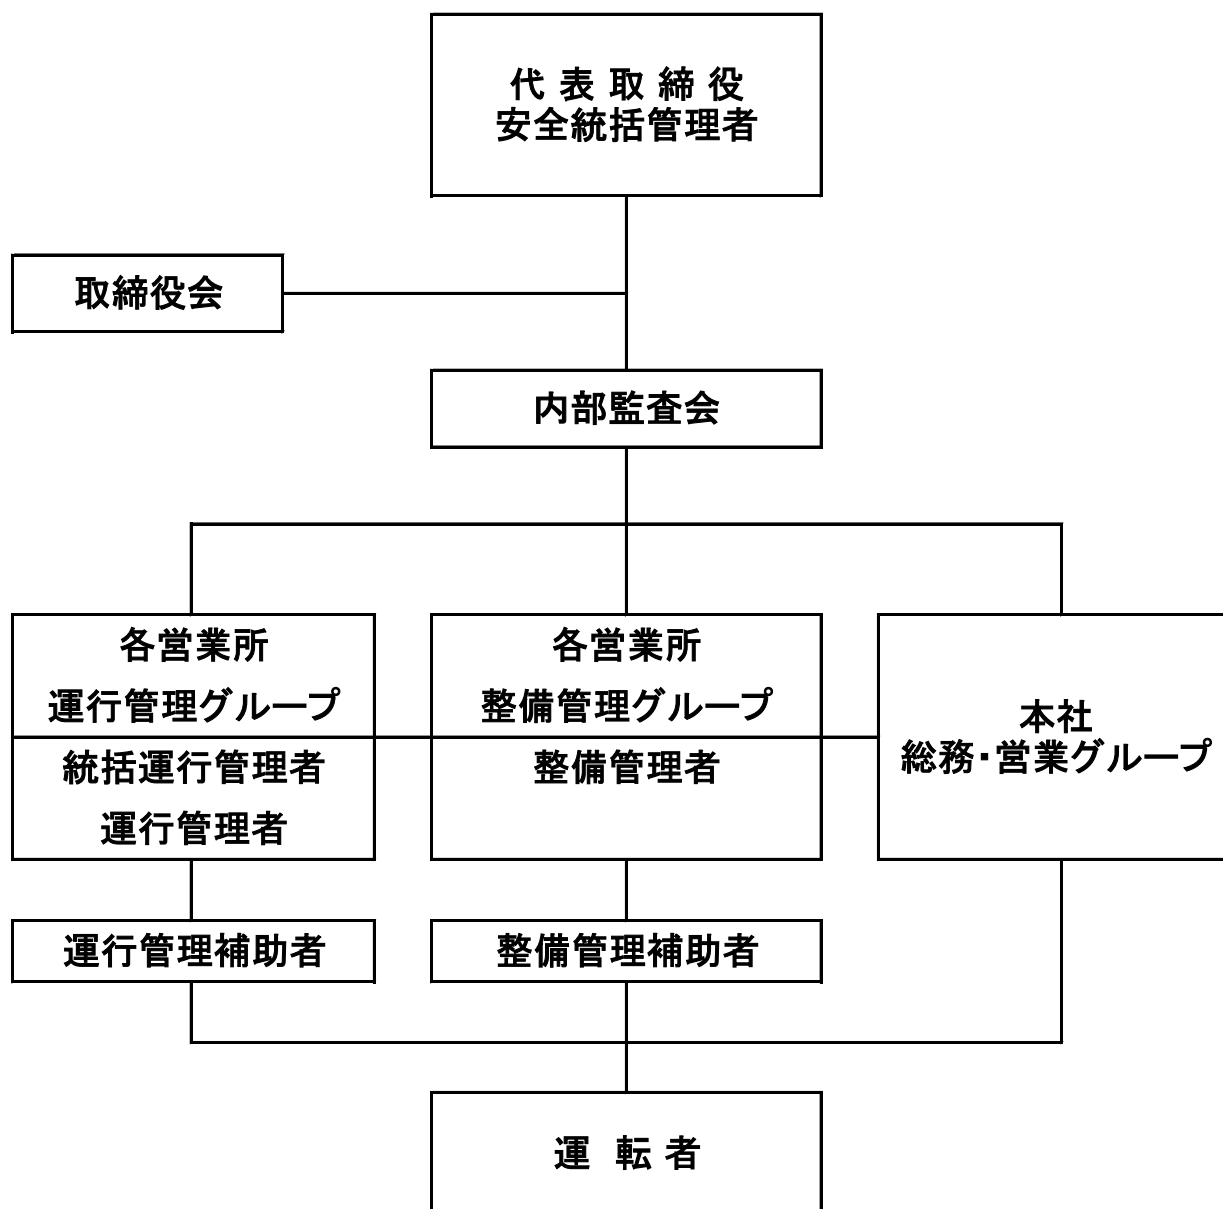 代表取締役
安全統括管理者
取締役会
内部監査会
各営業所
運行管理グループ
統括運行管理者
運行管理者
各営業所
整備管理グループ
整備管理者
本社
総務・営業グループ
運行管理補助者
整備管理補助者
運転者